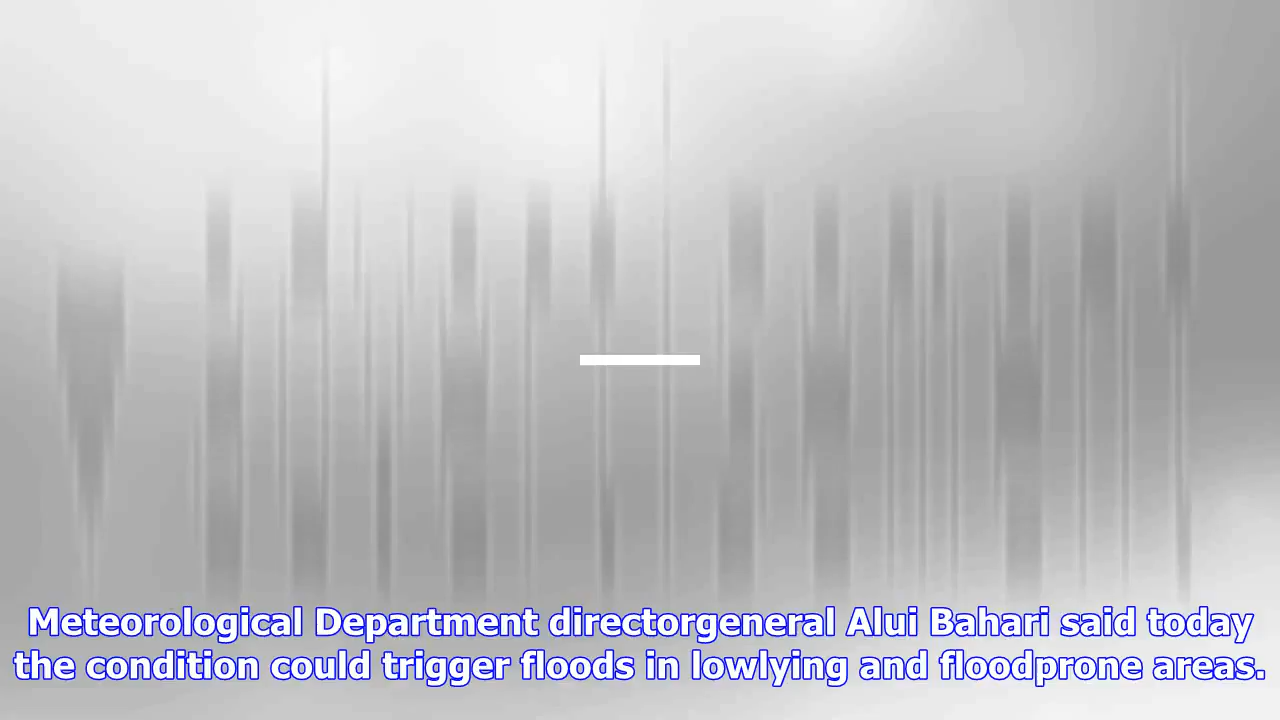 Meteorological Department directorgeneral Alui Bahari said today
the condition could trigger floods in lowlying and floodprone areas.